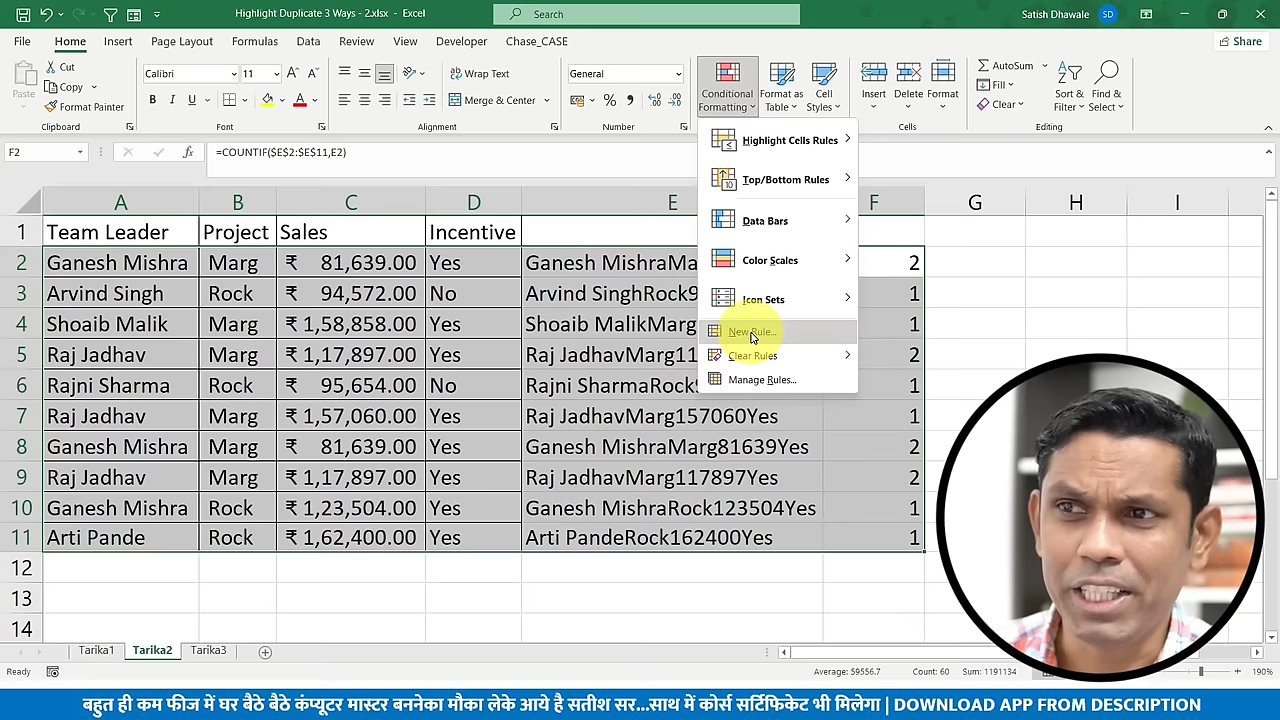 Highlight Duplicate 3 Ways - 2.xlsx - Excel
Search
Satish Dhawale SD
File Home Insert Page Layout Formulas Data Review View Developer Chase_CASE Share
Paste
Cut
Copy
Format Painter
Clipboard
Calibri 11
B I U
Font
Wrap Text
Merge & Center
Alignment
General
Number
Conditional Formatting
Format as Table
Cell Styles
Insert Delete Format
Cells
AutoSum
Fill
Clear
Sort & Filter
Find & Select
Editing
F2 fx =COUNTIF($E$2:$E$11,E2)
Highlight Cells Rules
Top/Bottom Rules
Data Bars
Color Scales
Icon Sets
New Rule...
Clear Rules
Manage Rules...
A B C D E F G H I
1 Team Leader Project Sales Incentive
2 Ganesh Mishra Marg ₹ 81,639.00 Yes Ganesh MishraMa 2
3 Arvind Singh Rock ₹ 94,572.00 No Arvind SinghRock9 1
4 Shoaib Malik Marg ₹ 1,58,858.00 Yes Shoaib MalikMarg 1
5 Raj Jadhav Marg ₹ 1,17,897.00 Yes Raj JadhavMarg11 2
6 Rajni Sharma Rock ₹ 95,654.00 No Rajni SharmaRock9 1
7 Raj Jadhav Marg ₹ 1,57,060.00 Yes Raj JadhavMarg157060Yes 1
8 Ganesh Mishra Marg ₹ 81,639.00 Yes Ganesh MishraMarg81639Yes 2
9 Raj Jadhav Marg ₹ 1,17,897.00 Yes Raj JadhavMarg117897Yes 2
10 Ganesh Mishra Rock ₹ 1,23,504.00 Yes Ganesh MishraRock123504Yes 1
11 Arti Pande Rock ₹ 1,62,400.00 Yes Arti PandeRock162400Yes 1
12
13
14
Tarika1 Tarika2 Tarika3
Ready Average: 59556.7 Count: 60 Sum: 1191134 190%
बहुत ही कम फीज में घर बैठे बैठे कंप्यूटर मास्टर बननेका मौका लेके आये है सतीश सर...साथ में कोर्स सर्टिफिकेट भी मिलेगा | DOWNLOAD APP FROM DESCRIPTION